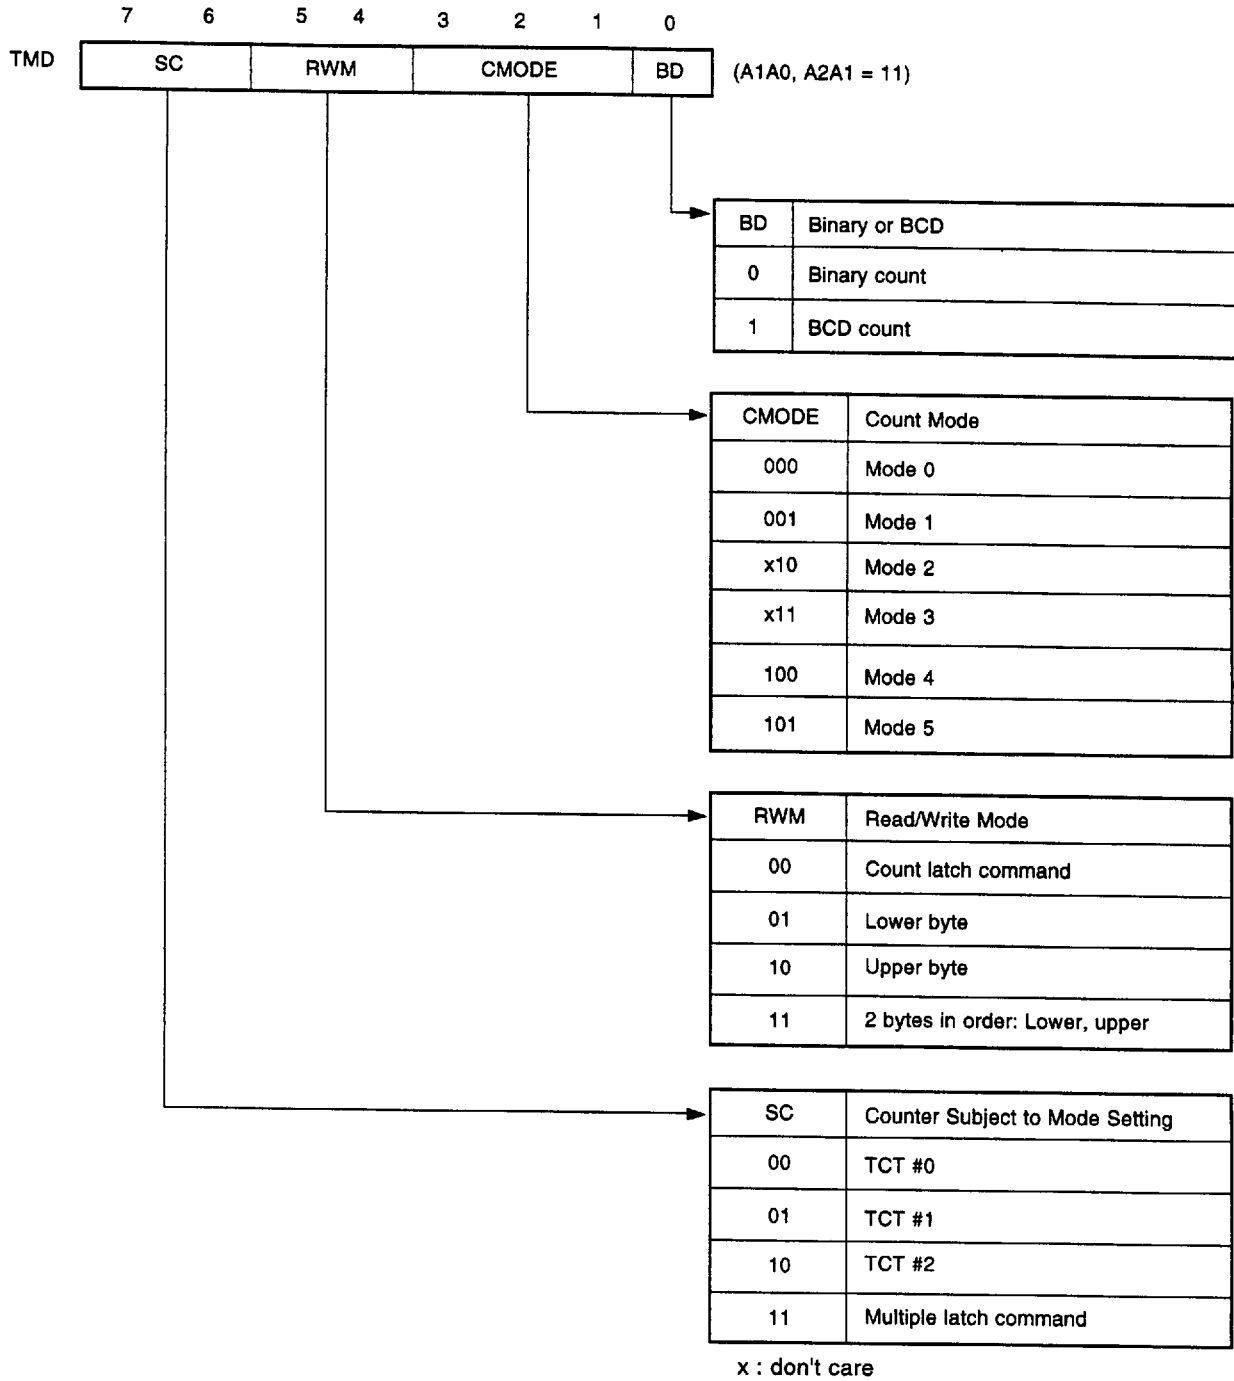 7 6 5 4 3 2 1 0
TMD SC RWM CMODE BD (A1A0, A2A1 = 11)
BD Binary or BCD
0 Binary count
1 BCD count
CMODE Count Mode
000 Mode 0
001 Mode 1
x10 Mode 2
x11 Mode 3
100 Mode 4
101 Mode 5
RWM Read/Write Mode
00 Count latch command
01 Lower byte
10 Upper byte
11 2 bytes in order: Lower, upper
SC Counter Subject to Mode Setting
00 TCT #0
01 TCT #1
10 TCT #2
11 Multiple latch command
x : don't care